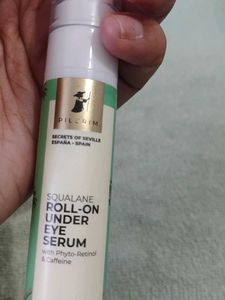 PILGRIM
SECRETS OF SEVILLE
ESPAÑA - SPAIN
SQUALANE
ROLL-ON
UNDER
EYE
SERUM
with Phyto-Retinol
& Caffeine